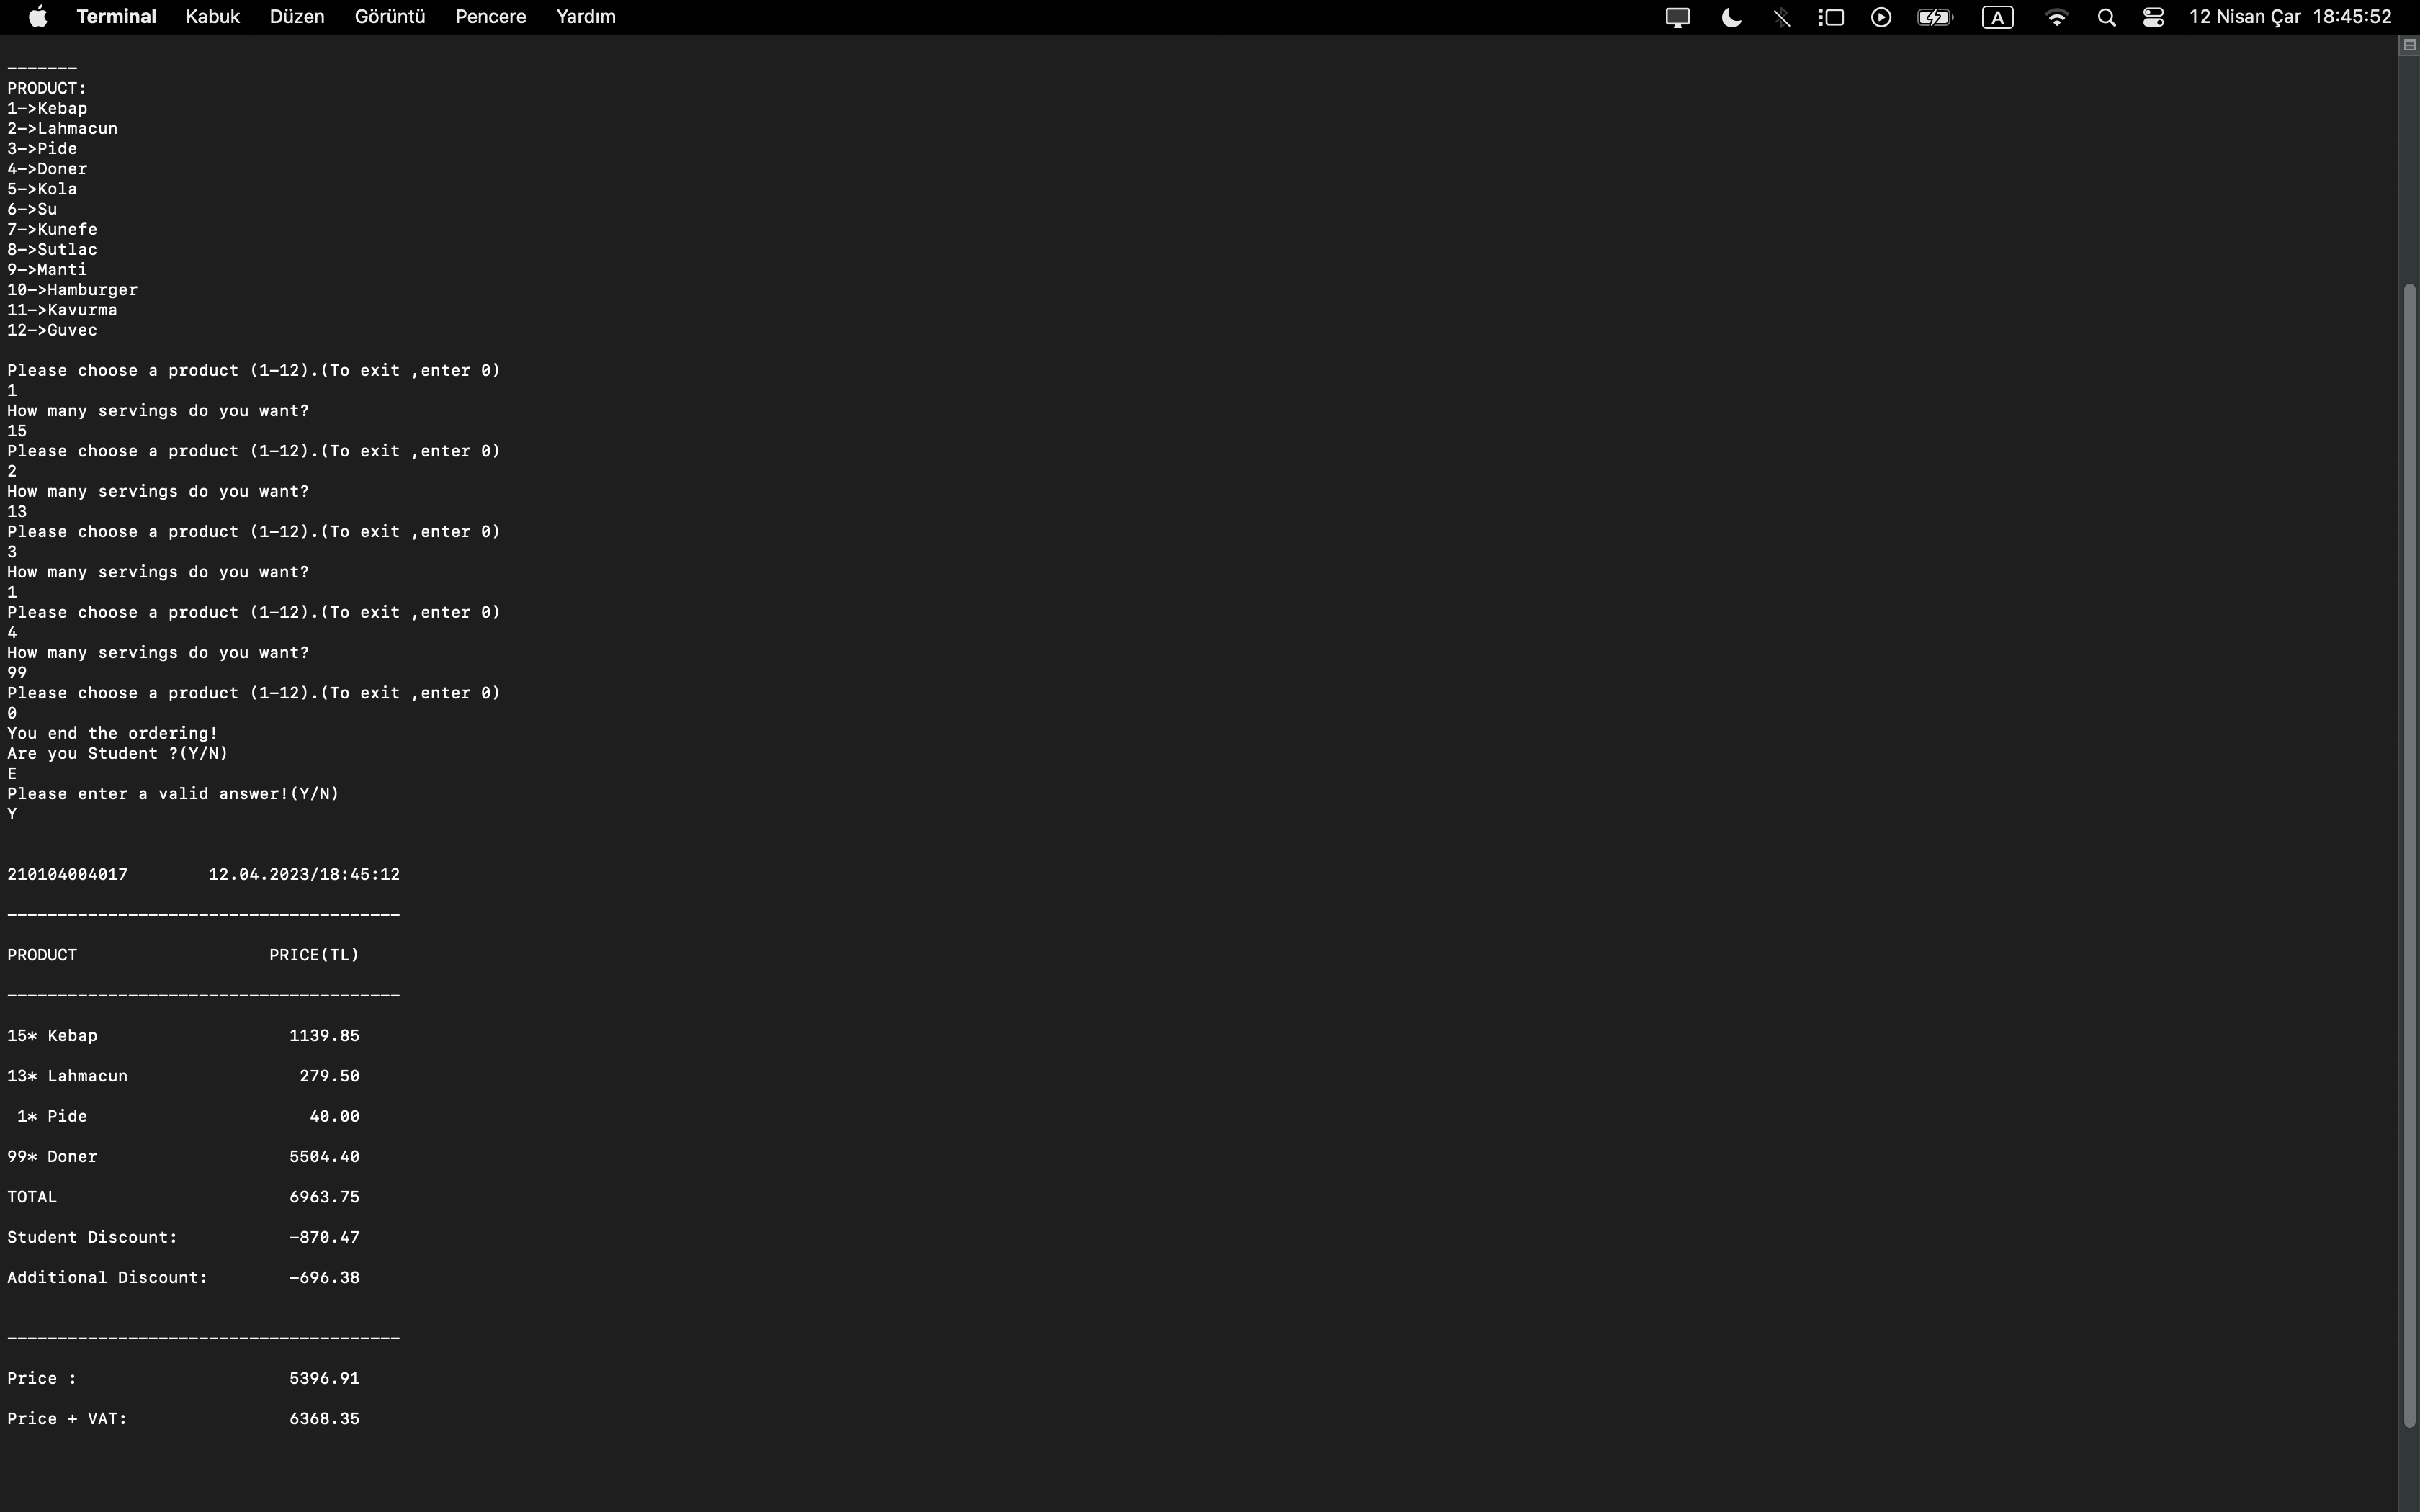 Terminal Kabuk Düzen Görüntü Pencere Yardım A 12 Nisan Çar 18:45:52
-------
PRODUCT:
1->Kebap
2->Lahmacun
3->Pide
4->Doner
5->Kola
6->Su
7->Kunefe
8->Sutlac
9->Manti
10->Hamburger
11->Kavurma
12->Guvec
Please choose a product (1-12).(To exit ,enter 0)
1
How many servings do you want?
15
Please choose a product (1-12).(To exit ,enter 0)
2
How many servings do you want?
13
Please choose a product (1-12).(To exit ,enter 0)
3
How many servings do you want?
1
Please choose a product (1-12).(To exit ,enter 0)
4
How many servings do you want?
99
Please choose a product (1-12).(To exit ,enter 0)
0
You end the ordering!
Are you Student ?(Y/N)
E
Please enter a valid answer!(Y/N)
Y
210104004017 12.04.2023/18:45:12
---------------------------------------
PRODUCT PRICE(TL)
---------------------------------------
15* Kebap 1139.85
13* Lahmacun 279.50
1* Pide 40.00
99* Doner 5504.40
TOTAL 6963.75
Student Discount: -870.47
Additional Discount: -696.38
---------------------------------------
Price : 5396.91
Price + VAT: 6368.35